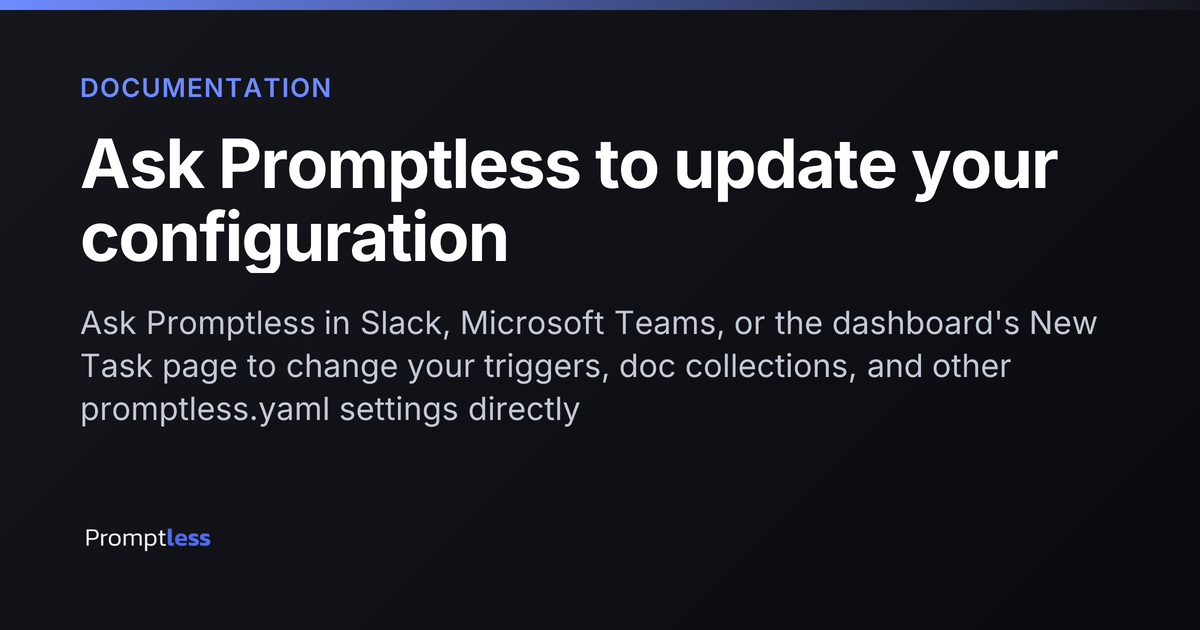 DOCUMENTATION
Ask Promptless to update your
configuration
Ask Promptless in Slack, Microsoft Teams, or the dashboard's New
Task page to change your triggers, doc collections, and other
promptless.yaml settings directly
Promptless